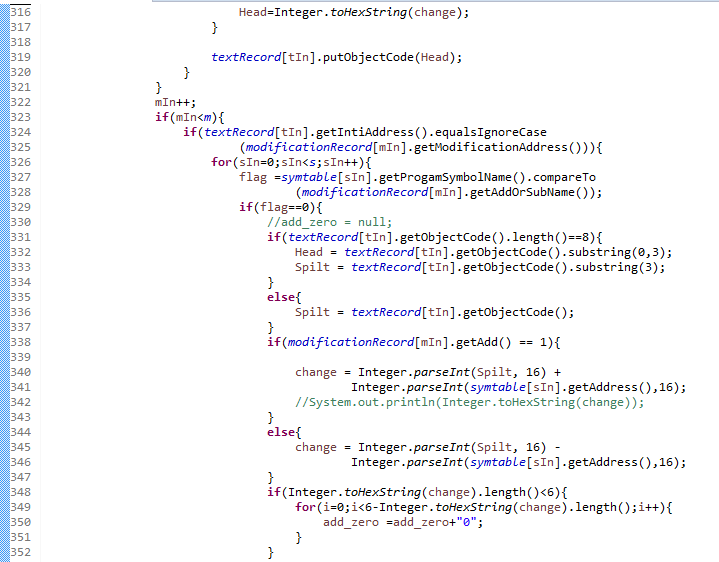 316 Head=Integer.toHexString(change);
317 }
318
319 textRecord[tIn].putObjectCode(Head);
320 }
321 }
322 mIn++;
323 if(mIn<m){
324 if(textRecord[tIn].getIntiAddress().equalsIgnoreCase
325 (modificationRecord[mIn].getModificationAddress())){
326 for(sIn=0;sIn<s;sIn++){
327 flag =symtable[sIn].getProgamSymbolName().compareTo
328 (modificationRecord[mIn].getAddOrSubName());
329 if(flag==0){
330 //add_zero = null;
331 if(textRecord[tIn].getObjectCode().length()==8){
332 Head = textRecord[tIn].getObjectCode().substring(0,3);
333 Spilt = textRecord[tIn].getObjectCode().substring(3);
334 }
335 else{
336 Spilt = textRecord[tIn].getObjectCode();
337 }
338 if(modificationRecord[mIn].getAdd() == 1){
339
340 change = Integer.parseInt(Spilt, 16) +
341 Integer.parseInt(symtable[sIn].getAddress(),16);
342 //System.out.println(Integer.toHexString(change));
343 }
344 else{
345 change = Integer.parseInt(Spilt, 16) -
346 Integer.parseInt(symtable[sIn].getAddress(),16);
347 }
348 if(Integer.toHexString(change).length()<6){
349 for(i=0;i<6-Integer.toHexString(change).length();i++){
350 add_zero =add_zero+"0";
351 }
352 }